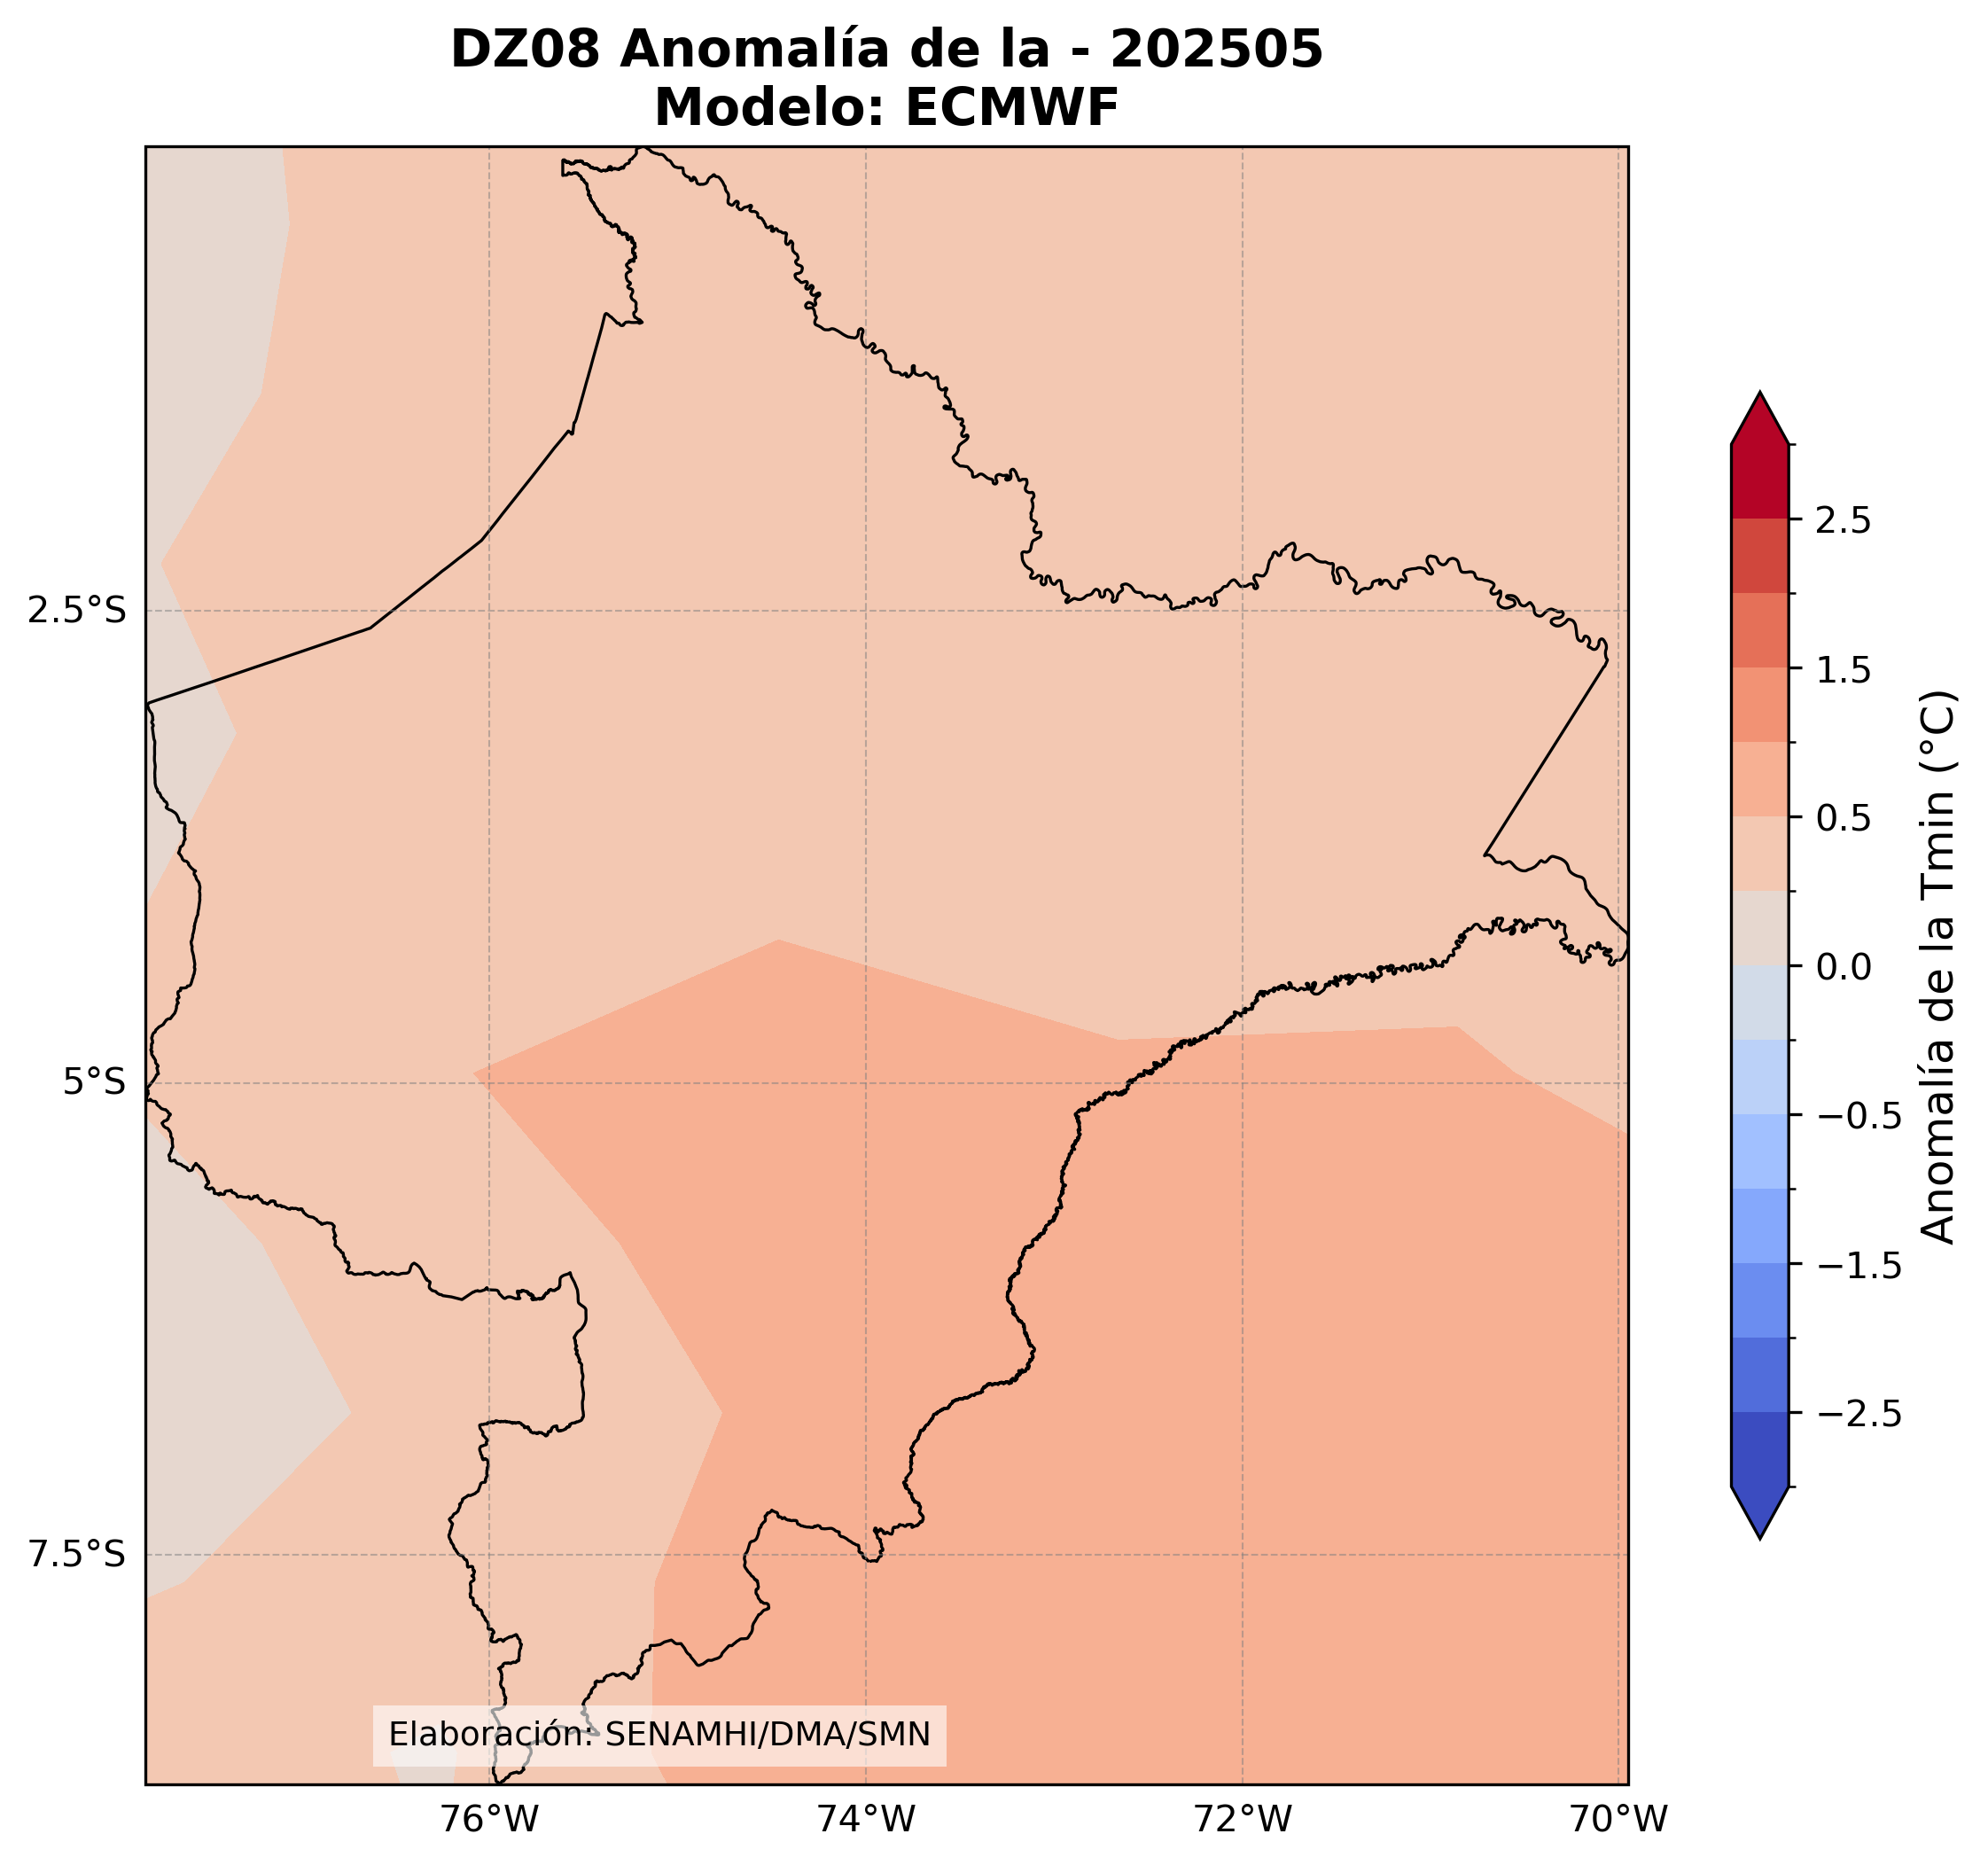 DZ08 Anomalía de la - 202505
Modelo: ECMWF
2.5°S
5°S
7.5°S
76°W
74°W
72°W
70°W
Elaboración: SENAMHI/DMA/SMN
2.5
1.5
0.5
0.0
−0.5
−1.5
−2.5
Anomalía de la Tmin (°C)